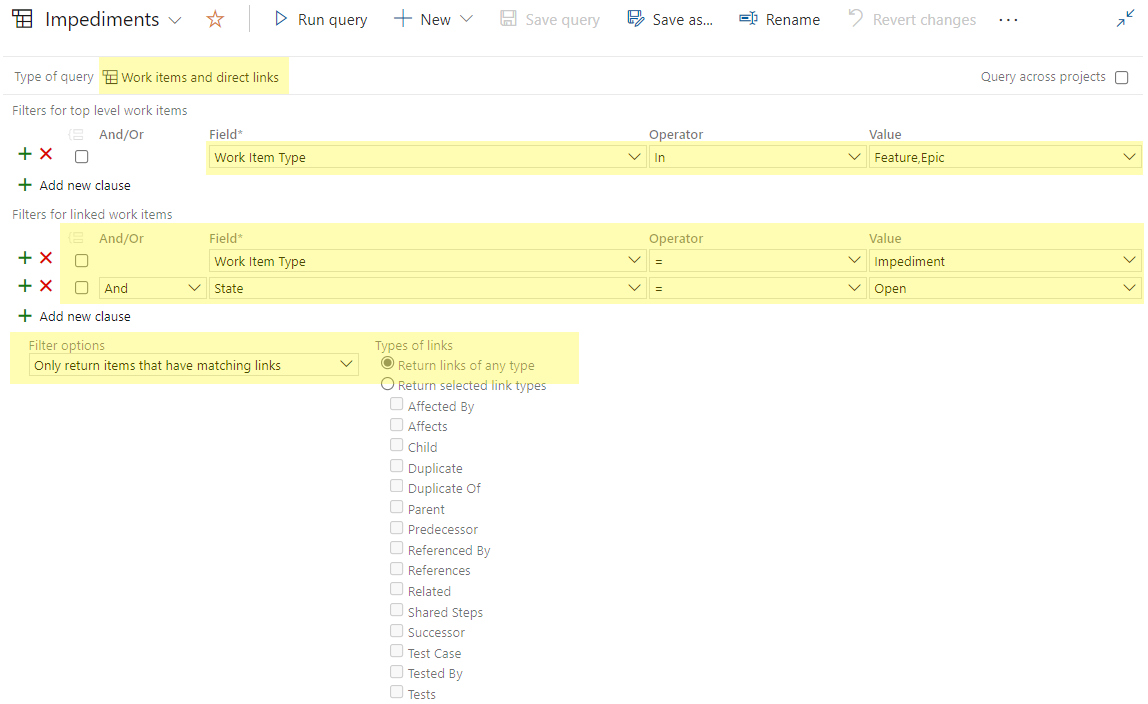 Impediments Run query New Save query Save as... Rename Revert changes ...
Type of query Work items and direct links Query across projects
Filters for top level work items
And/Or Field* Operator Value
Work Item Type In Feature,Epic
Add new clause
Filters for linked work items
And/Or Field* Operator Value
Work Item Type = Impediment
And State = Open
Add new clause
Filter options Types of links
Only return items that have matching links Return links of any type
Return selected link types
Affected By
Affects
Child
Duplicate
Duplicate Of
Parent
Predecessor
Referenced By
References
Related
Shared Steps
Successor
Test Case
Tested By
Tests